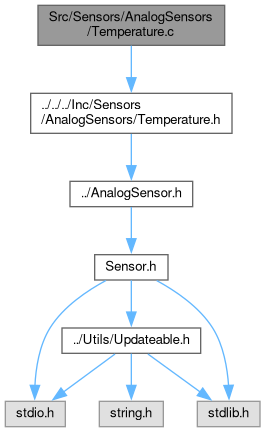 Src/Sensors/AnalogSensors
/Temperature.c
../../../Inc/Sensors
/AnalogSensors/Temperature.h
../AnalogSensor.h
Sensor.h
../Utils/Updateable.h
stdio.h
string.h
stdlib.h